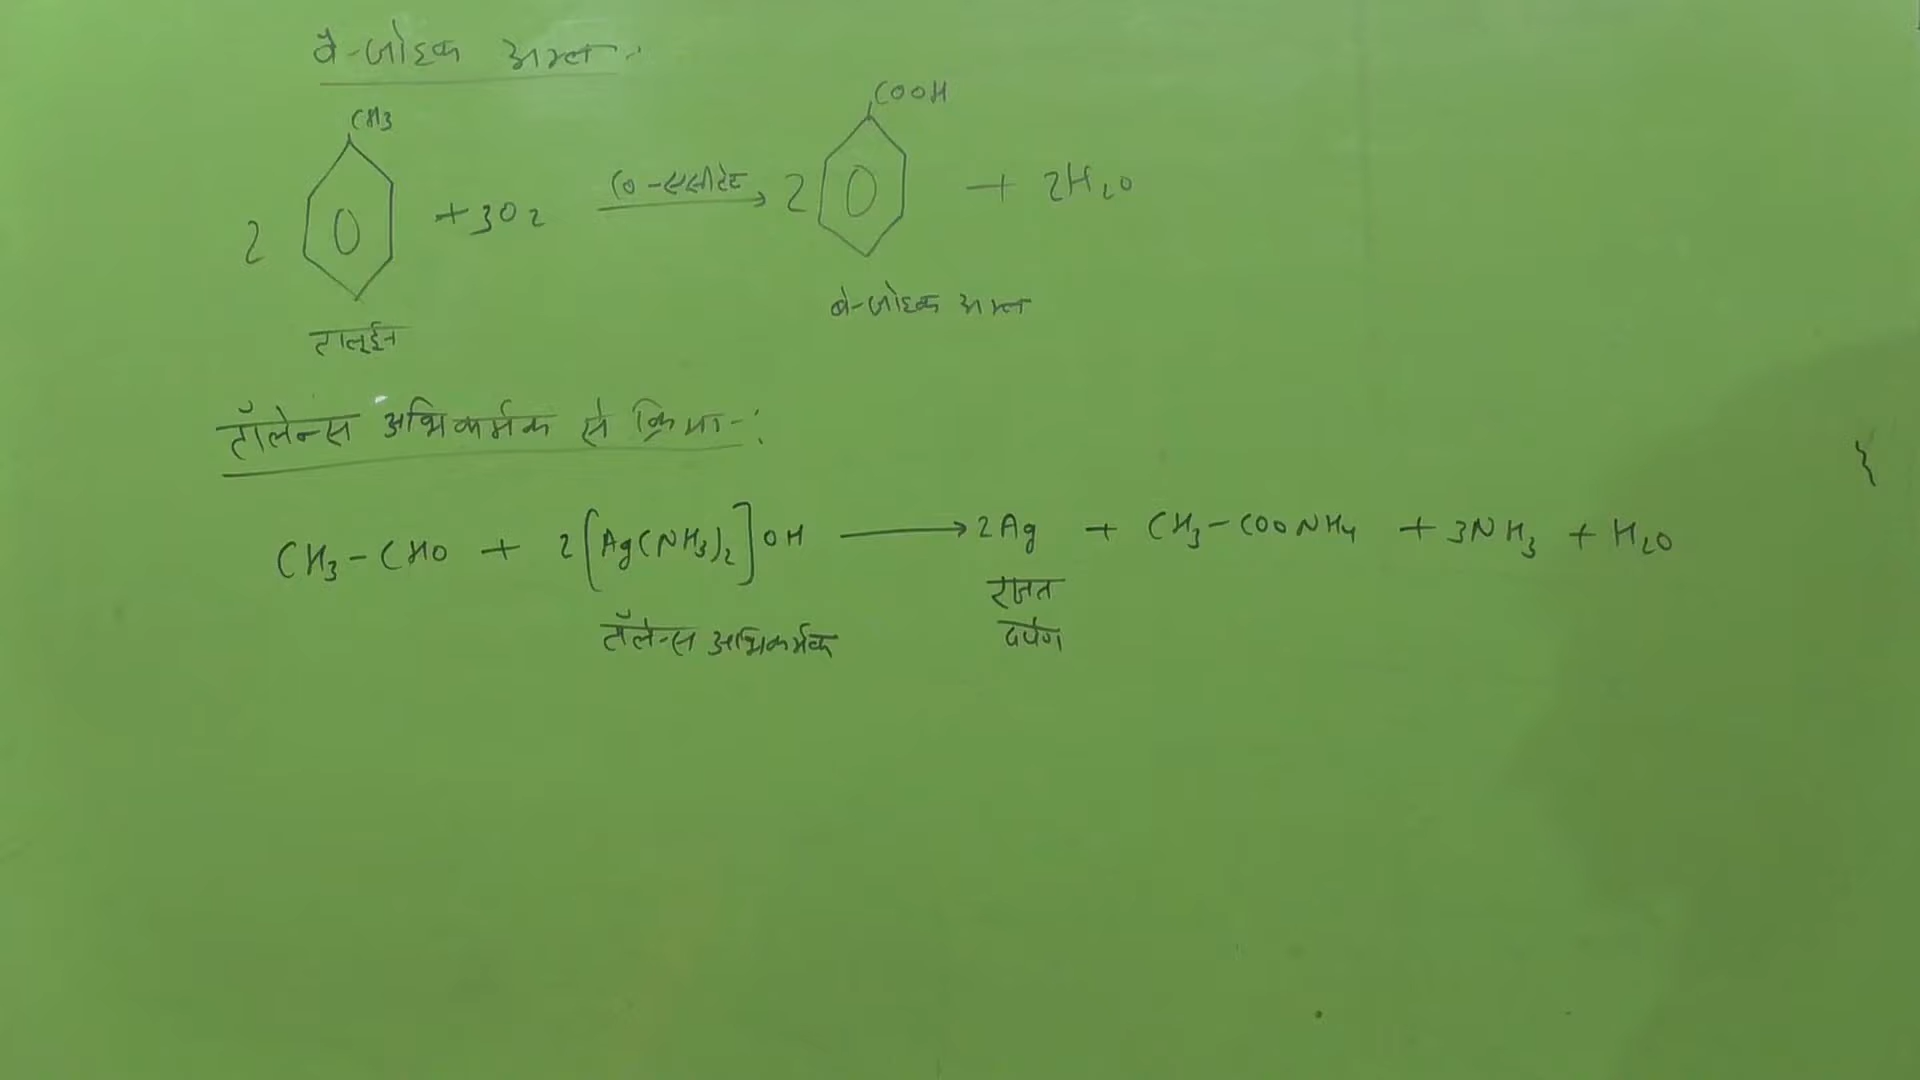 बेन्जोइक अम्ल :
CH3 COOH
2 + 3O2 CO-एसीटेट 2 + 2H2O
टालूईन बेन्जोइक अम्ल
टॉलेन्स अभिकर्मक से क्रिया-:
CH3-CHO + 2[Ag(NH3)2]OH ⟶ 2Ag + CH3-COONH4 + 3NH3 + H2O
रजत
टॉलेन्स अभिकर्मक दर्पण